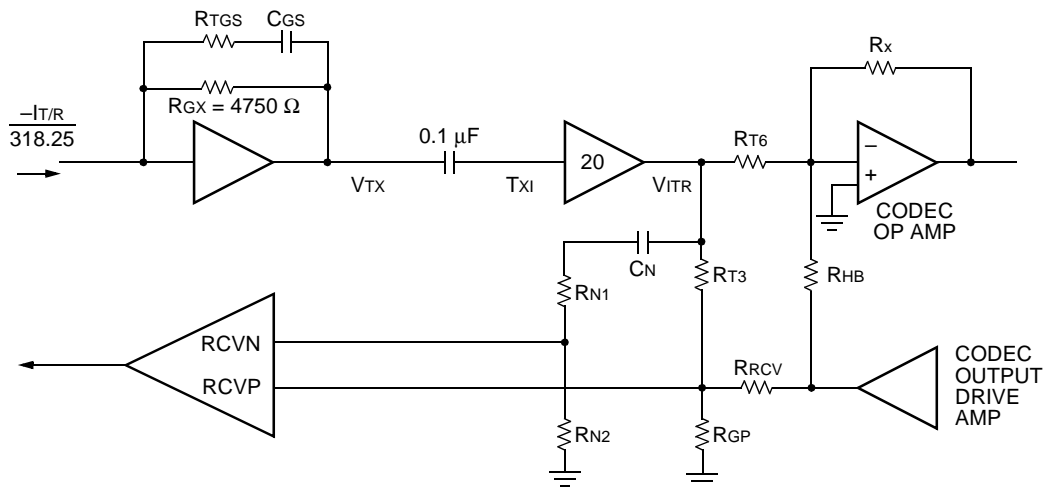 RTGS
CGS
RGX = 4750 Ω
–IT/R
318.25
VTX
0.1 μF
TXI
20
VITR
RT6
RX
–
+
CODEC
OP AMP
CN
RN1
RT3
RHB
RCVN
RCVP
RN2
RGP
RRCV
CODEC
OUTPUT
DRIVE
AMP